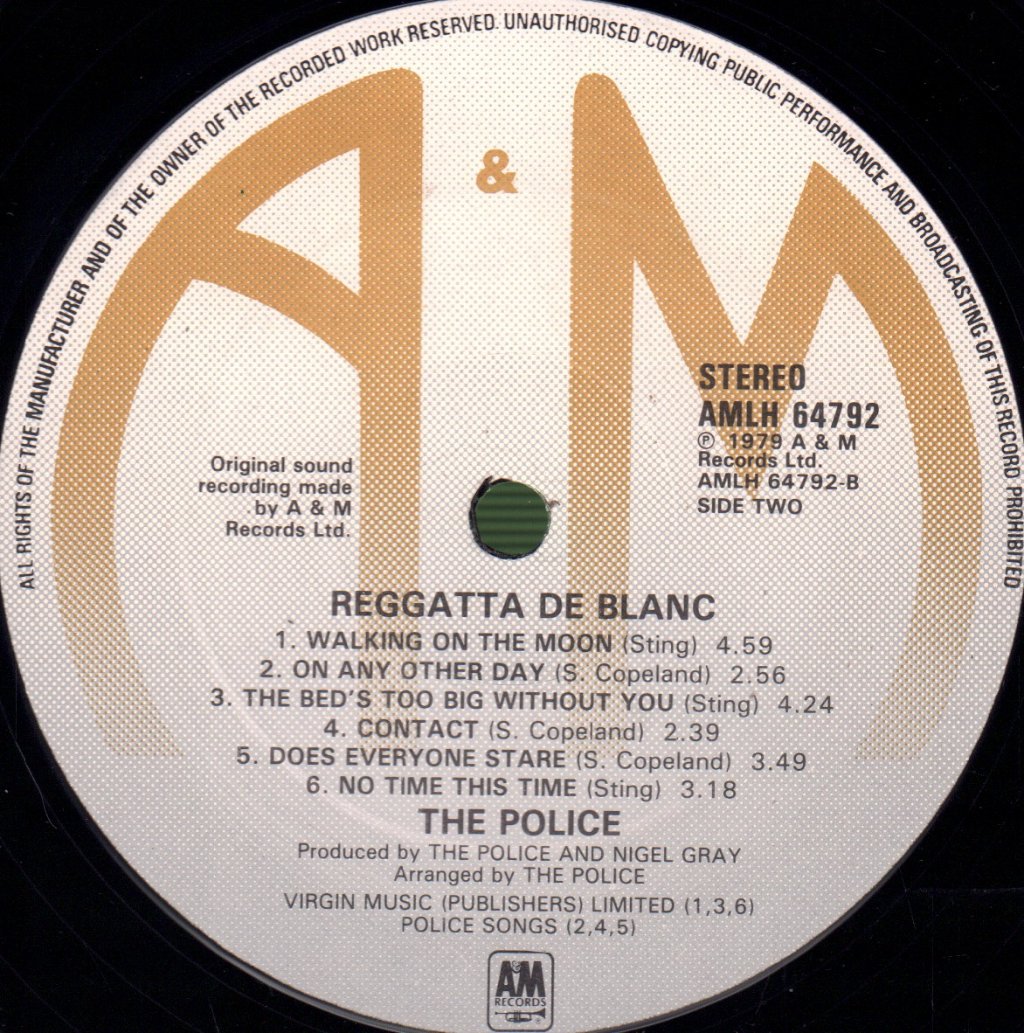 ALL RIGHTS OF THE MANUFACTURER AND OF THE OWNER OF THE RECORDED WORK RESERVED. UNAUTHORISED COPYING PUBLIC PERFORMANCE AND BROADCASTING OF THIS RECORD PROHIBITED
A & M
STEREO
AMLH 64792
℗ 1979 A & M
Records Ltd.
AMLH 64792-B
SIDE TWO
Original sound
recording made
by A & M
Records Ltd.
REGGATTA DE BLANC
1. WALKING ON THE MOON (Sting) 4.59
2. ON ANY OTHER DAY (S. Copeland) 2.56
3. THE BED'S TOO BIG WITHOUT YOU (Sting) 4.24
4. CONTACT (S. Copeland) 2.39
5. DOES EVERYONE STARE (S. Copeland) 3.49
6. NO TIME THIS TIME (Sting) 3.18
THE POLICE
Produced by THE POLICE AND NIGEL GRAY
Arranged by THE POLICE
VIRGIN MUSIC (PUBLISHERS) LIMITED (1,3,6)
POLICE SONGS (2,4,5)
A&M
RECORDS